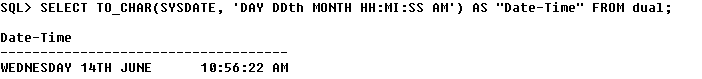 SQL> SELECT TO_CHAR(SYSDATE, 'DAY DDth MONTH HH:MI:SS AM') AS "Date-Time" FROM dual;
Date-Time
------------------------------------
WEDNESDAY 14TH JUNE      10:56:22 AM